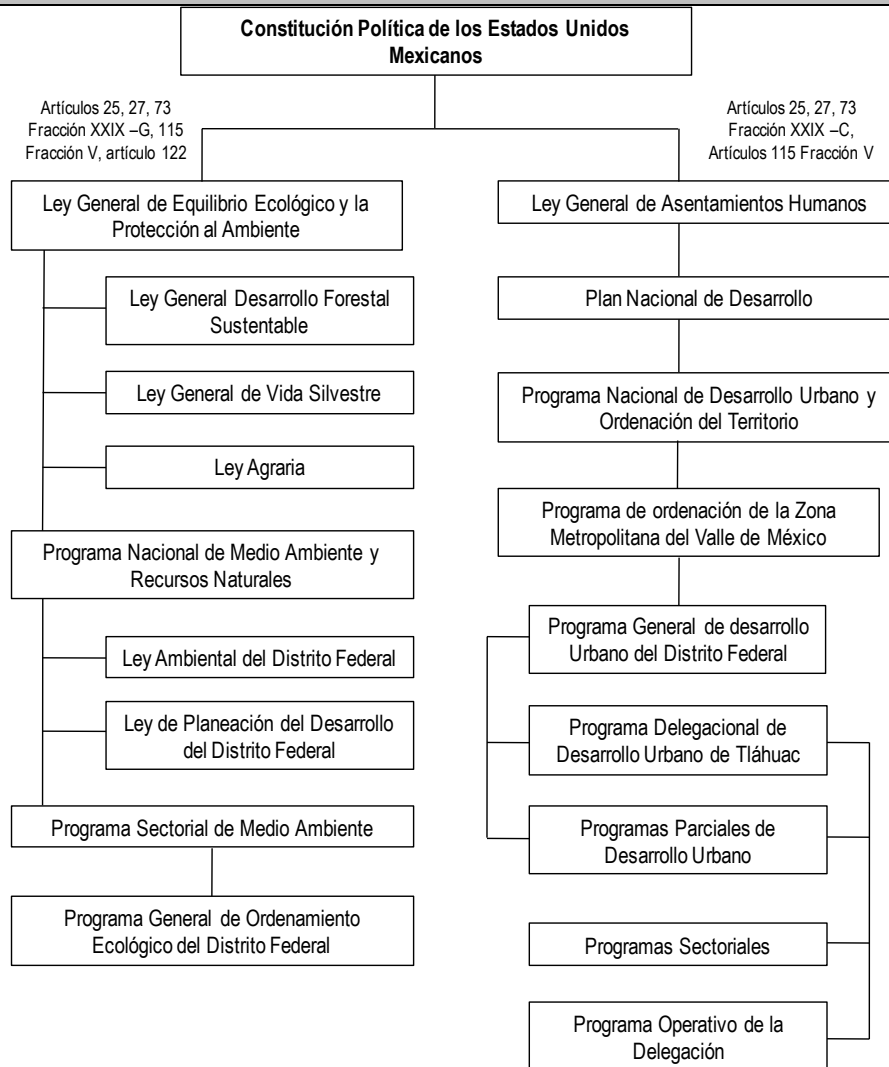 Constitución Política de los Estados Unidos
Mexicanos
Artículos 25, 27, 73
Fracción XXIX –G, 115
Fracción V, artículo 122
Artículos 25, 27, 73
Fracción XXIX –C,
Artículos 115 Fracción V
Ley General de Equilibrio Ecológico y la
Protección al Ambiente
Ley General Desarrollo Forestal
Sustentable
Ley General de Vida Silvestre
Ley Agraria
Programa Nacional de Medio Ambiente y
Recursos Naturales
Ley Ambiental del Distrito Federal
Ley de Planeación del Desarrollo
del Distrito Federal
Programa Sectorial de Medio Ambiente
Programa General de Ordenamiento
Ecológico del Distrito Federal
Ley General de Asentamientos Humanos
Plan Nacional de Desarrollo
Programa Nacional de Desarrollo Urbano y
Ordenación del Territorio
Programa de ordenación de la Zona
Metropolitana del Valle de México
Programa General de desarrollo
Urbano del Distrito Federal
Programa Delegacional de
Desarrollo Urbano de Tláhuac
Programas Parciales de
Desarrollo Urbano
Programas Sectoriales
Programa Operativo de la
Delegación